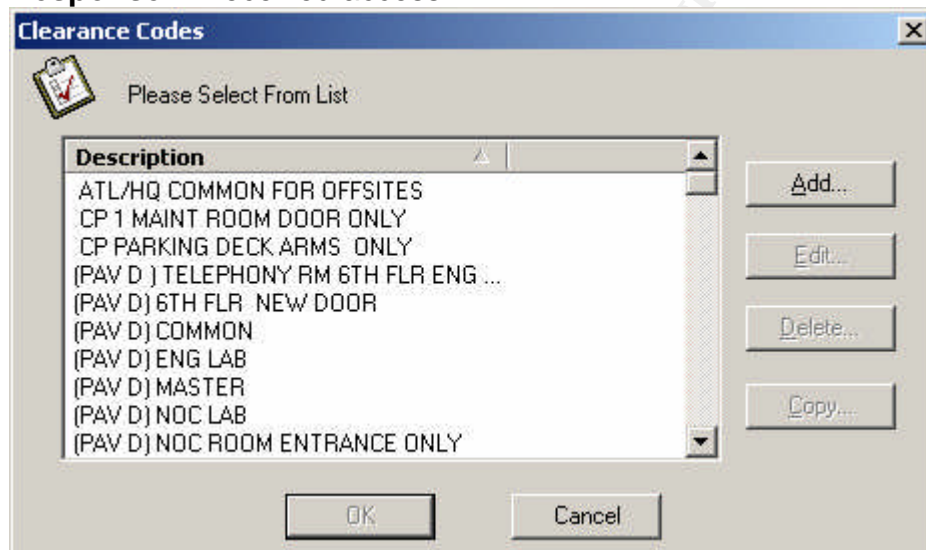 Clearance Codes
Please Select From List
Description
ATL/HQ COMMON FOR OFFSITES
CP 1 MAINT ROOM DOOR ONLY
CP PARKING DECK ARMS ONLY
(PAV D ) TELEPHONY RM 6TH FLR ENG ...
(PAV D) 6TH FLR NEW DOOR
(PAV D) COMMON
(PAV D) ENG LAB
(PAV D) MASTER
(PAV D) NOC LAB
(PAV D) NOC ROOM ENTRANCE ONLY
Add...
Edit...
Delete...
Copy....
OK
Cancel